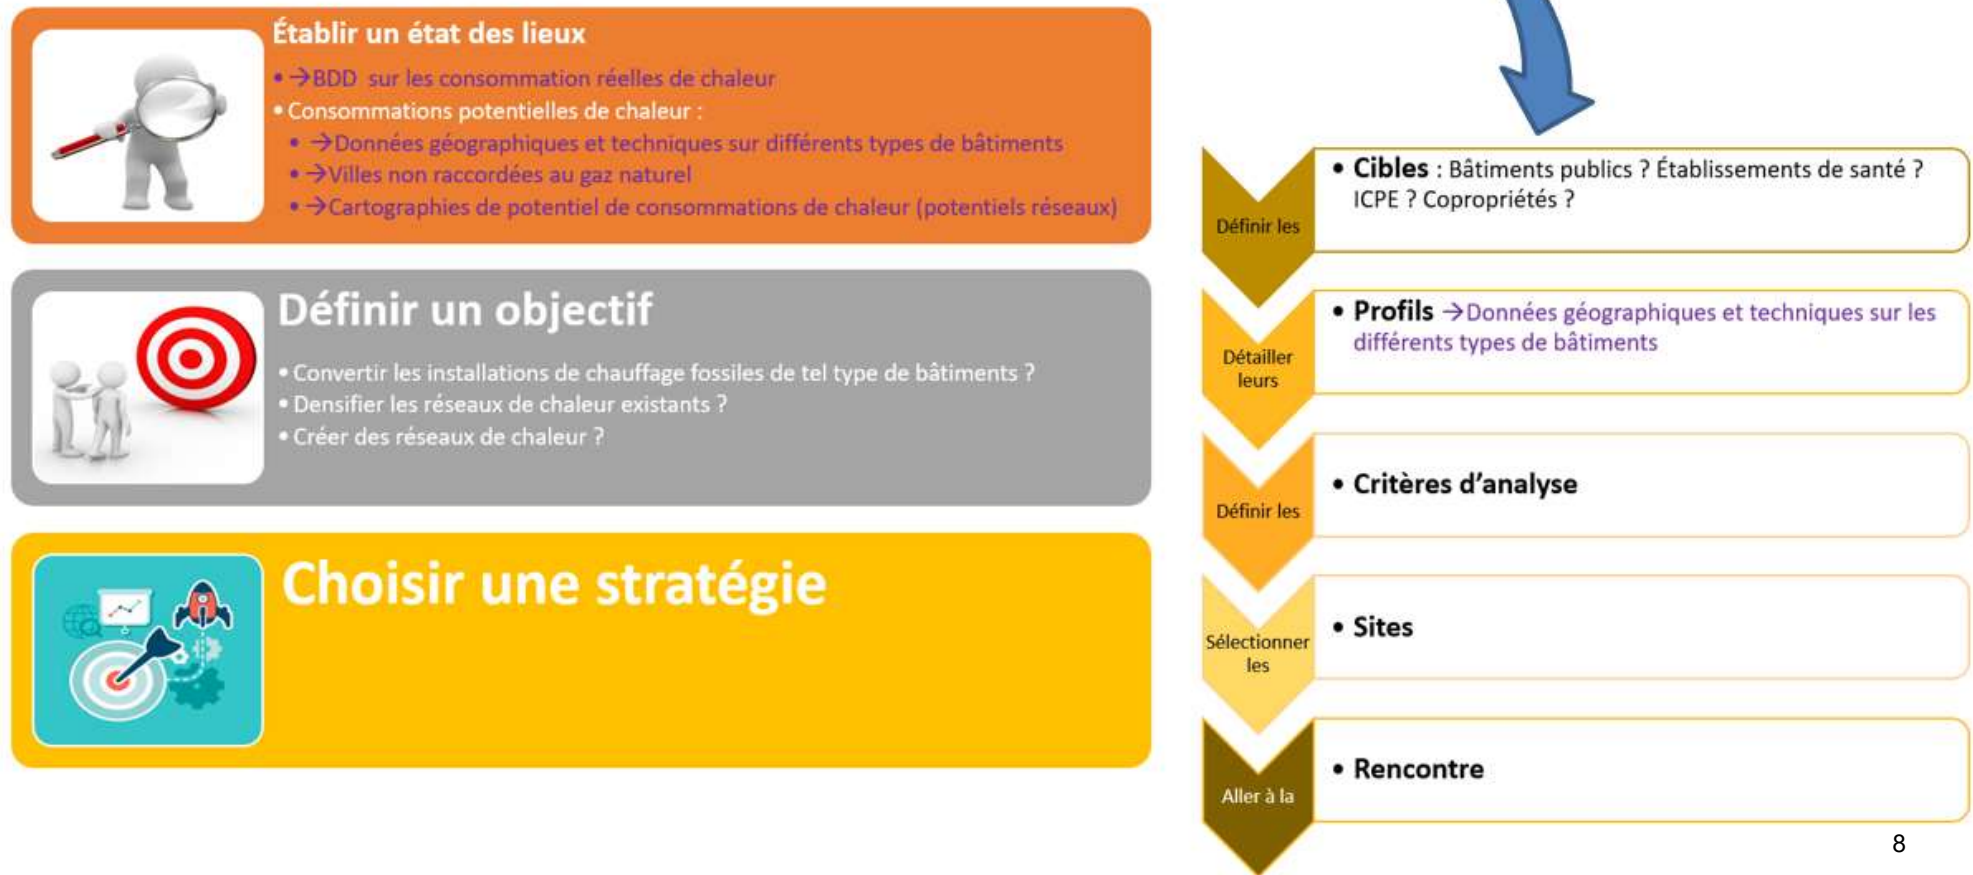 Établir un état des lieux
• →BDD sur les consommation réelles de chaleur
• Consommations potentielles de chaleur :
• →Données géographiques et techniques sur différents types de bâtiments
• →Villes non raccordées au gaz naturel
• →Cartographies de potentiel de consommations de chaleur (potentiels réseaux)
Définir un objectif
• Convertir les installations de chauffage fossiles de tel type de bâtiments ?
• Densifier les réseaux de chaleur existants ?
• Créer des réseaux de chaleur ?
Choisir une stratégie
Définir les
• Cibles : Bâtiments publics ? Établissements de santé ?
ICPE ? Copropriétés ?
Détailler
leurs
• Profils →Données géographiques et techniques sur les
différents types de bâtiments
Définir les
• Critères d'analyse
Sélectionner
les
• Sites
Aller à la
• Rencontre
8